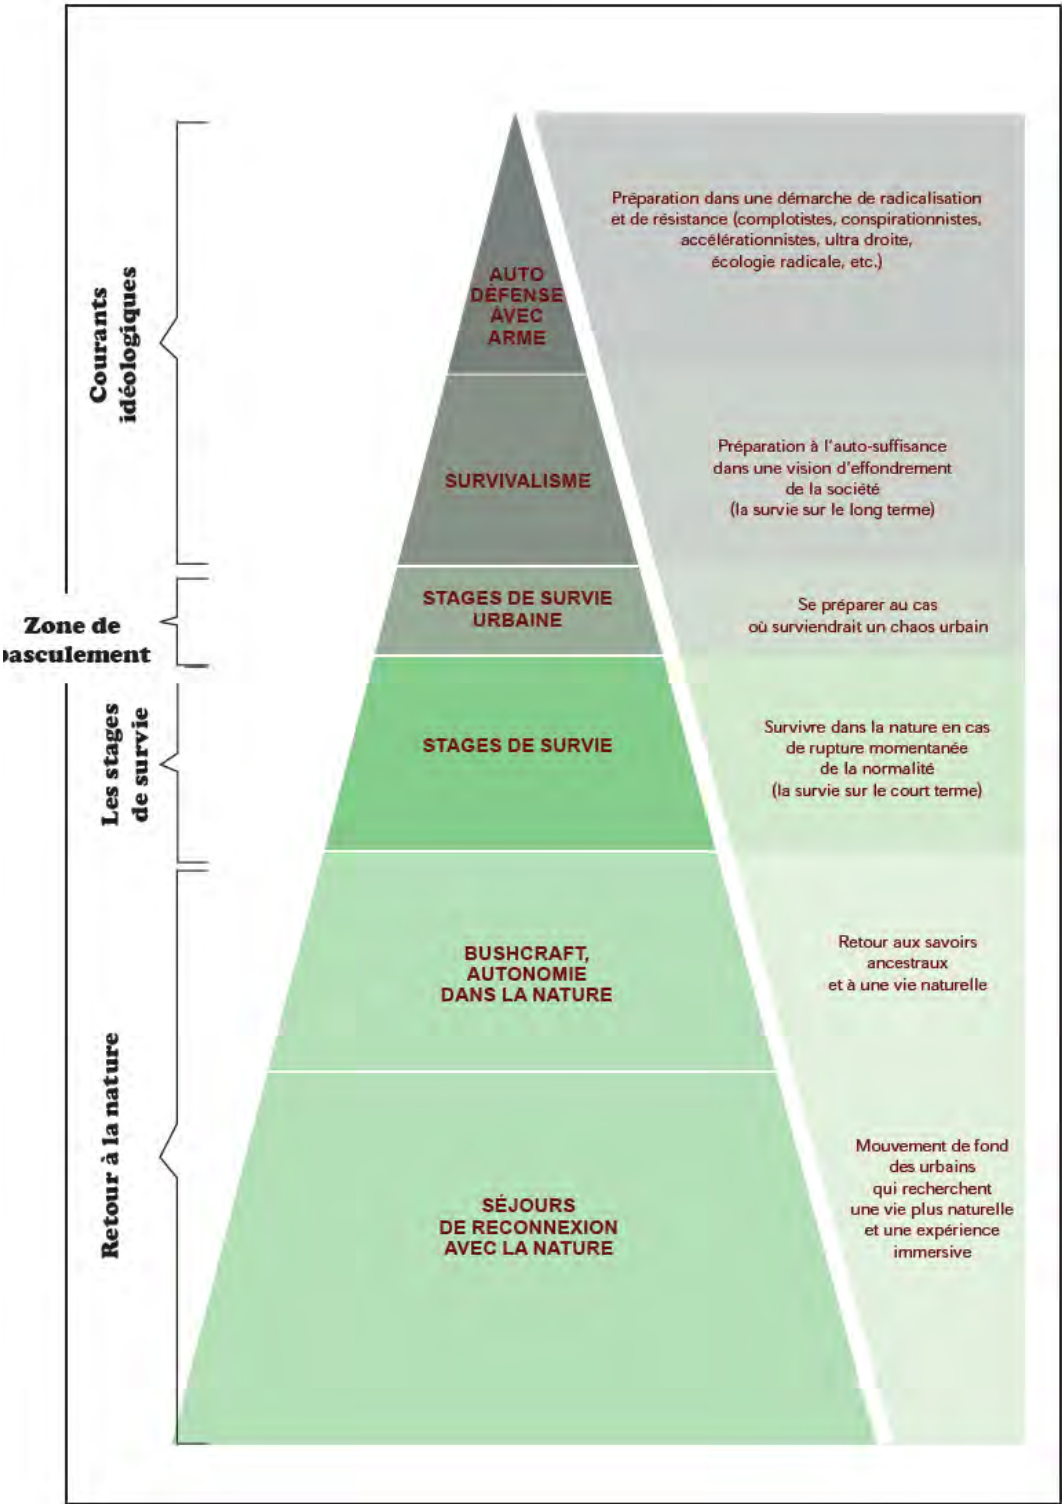 Courants
idéologiques
AUTO
DÉFENSE
AVEC
ARME
Préparation dans une démarche de radicalisation
et de résistance (complotistes, conspirationnistes,
accélérationnistes, ultra droite,
écologie radicale, etc.)
SURVIVALISME
Préparation à l'auto-suffisance
dans une vision d'effondrement
de la société
(la survie sur le long terme)
Zone de
basculement
STAGES DE SURVIE
URBAINE
Se préparer au cas
où surviendrait un chaos urbain
Les stages
de survie
STAGES DE SURVIE
Survivre dans la nature en cas
de rupture momentanée
de la normalité
(la survie sur le court terme)
Retour à la nature
BUSHCRAFT,
AUTONOMIE
DANS LA NATURE
Retour aux savoirs
ancestraux
et à une vie naturelle
SÉJOURS
DE RECONNEXION
AVEC LA NATURE
Mouvement de fond
des urbains
qui recherchent
une vie plus naturelle
et une expérience
immersive